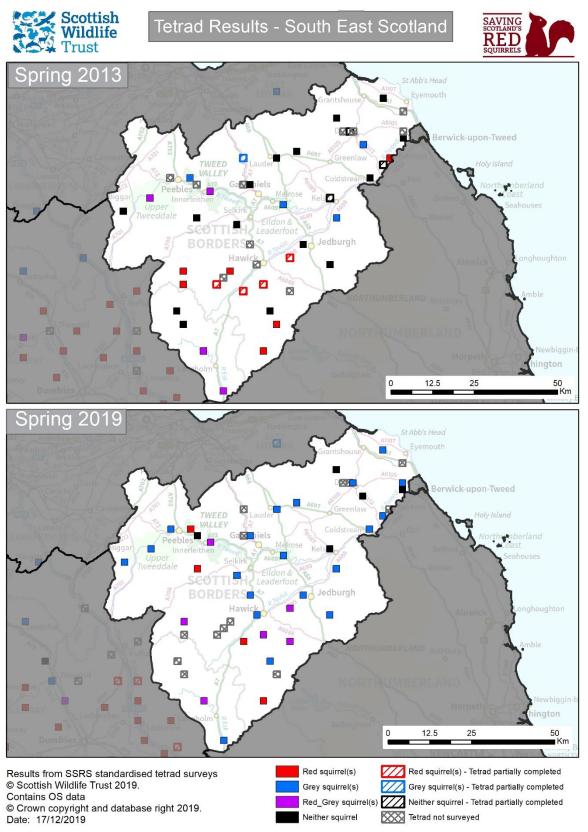 Scottish
Wildlife
Trust
Tetrad Results - South East Scotland
SAVING
SCOTLAND'S
RED
SQUIRRELS
Spring 2013
St Abb's Head
Grantshouse
Eyemouth
Berwick-upon-Tweed
Lauder
Greenlaw
Holy Island
TWEED
VALLEY
Coldstream
Peebles
Innerleithen
Melrose
Northumberland
Seahouses
Upper
Tweeddale
Selkirk
Eildon &
Leaderfoot
SCOTTISH
BORDERS
Jedburgh
Hawick
Longhoughton
Amble
NORTHUMBERLAND
Newbiggin-b
0 12.5 25 50
Km
Spring 2019
St Abb's Head
Grantshouse
Eyemouth
Berwick-upon-Tweed
Lauder
Greenlaw
Holy Island
TWEED
VALLEY
Coldstream
Peebles
Innerleithen
Melrose
Northumberland
Seahouses
Upper
Tweeddale
Selkirk
Eildon &
Leaderfoot
SCOTTISH
BORDERS
Jedburgh
Hawick
Longhoughton
Amble
NORTHUMBERLAND
Newbiggin-b
0 12.5 25 50
Km
Results from SSRS standardised tetrad surveys
© Scottish Wildlife Trust 2019.
Contains OS data
© Crown copyright and database right 2019.
Date: 17/12/2019
Red squirrel(s)
Grey squirrel(s)
Red_Grey squirrel(s)
Neither squirrel
Red squirrel(s) - Tetrad partially completed
Grey squirrel(s) - Tetrad partially completed
Neither squirrel - Tetrad partially completed
Tetrad not surveyed